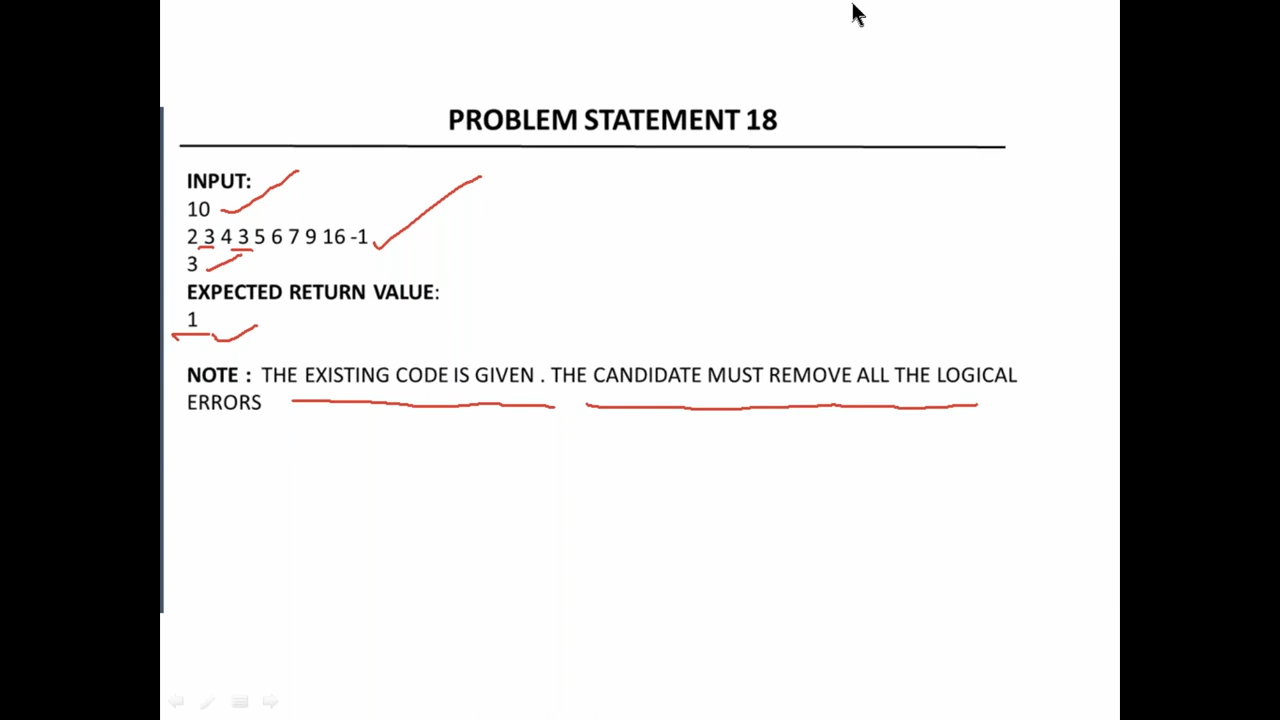 PROBLEM STATEMENT 18
INPUT:
10
2 3 4 3 5 6 7 9 16 -1
3
EXPECTED RETURN VALUE:
1
NOTE : THE EXISTING CODE IS GIVEN . THE CANDIDATE MUST REMOVE ALL THE LOGICAL
ERRORS